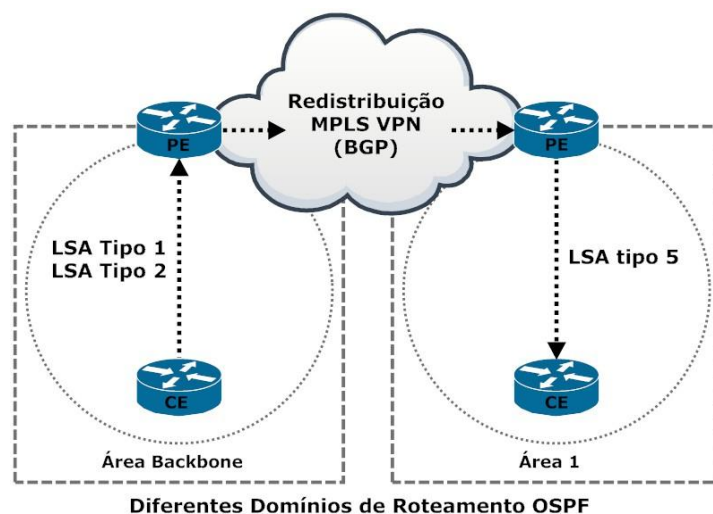 Redistribuição
MPLS VPN
(BGP)
PE
PE
LSA Tipo 1
LSA Tipo 2
LSA tipo 5
CE
CE
Área Backbone
Área 1
Diferentes Domínios de Roteamento OSPF